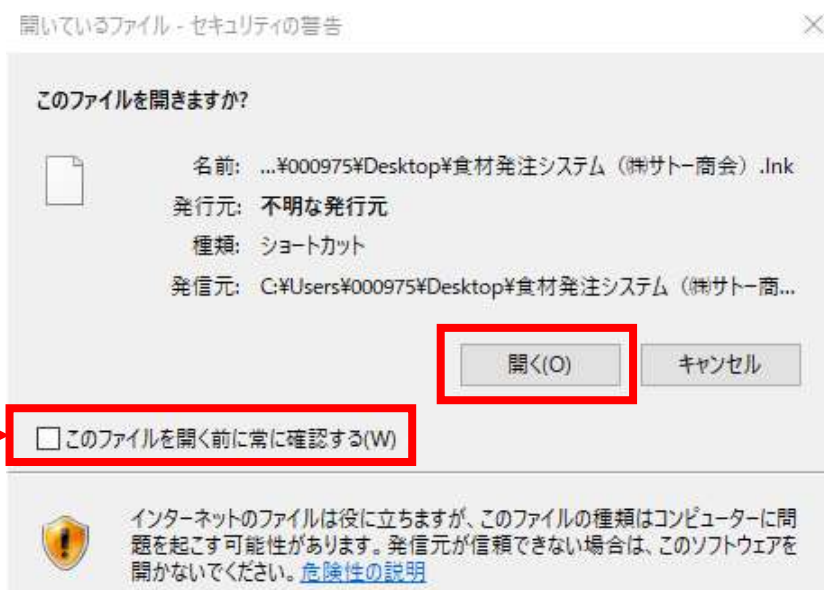 開いているファイル - セキュリティの警告
このファイルを開きますか?
名前: ...¥000975¥Desktop¥食材発注システム（㈱サトー商会）.lnk
発行元: 不明な発行元
種類: ショートカット
発信元: C:¥Users¥000975¥Desktop¥食材発注システム（㈱サトー商...
開く(O) キャンセル
このファイルを開く前に常に確認する(W)
インターネットのファイルは役に立ちますが、このファイルの種類はコンピューターに問
題を起こす可能性があります。発信元が信頼できない場合は、このソフトウェアを
開かないでください。危険性の説明